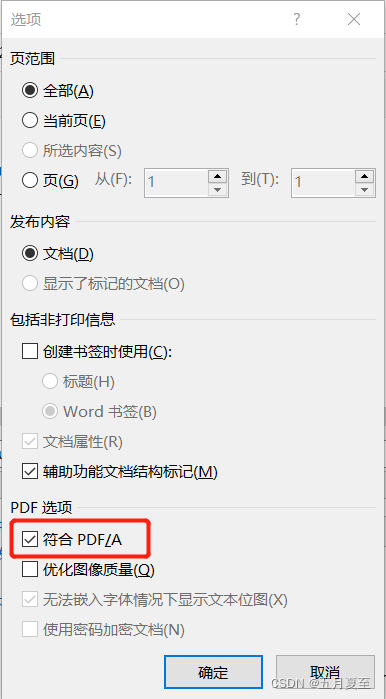 选项 ? ×
页范围
全部(A)
当前页(E)
所选内容(S)
页(G) 从(F): 1 到(T): 1
发布内容
文档(D)
显示了标记的文档(O)
包括非打印信息
创建书签时使用(C):
标题(H)
Word 书签(B)
文档属性(R)
辅助功能文档结构标记(M)
PDF 选项
符合 PDF/A
优化图像质量(Q)
无法嵌入字体情况下显示文本位图(X)
使用密码加密文档(N)
确定 取消
CSDN @五月夏至